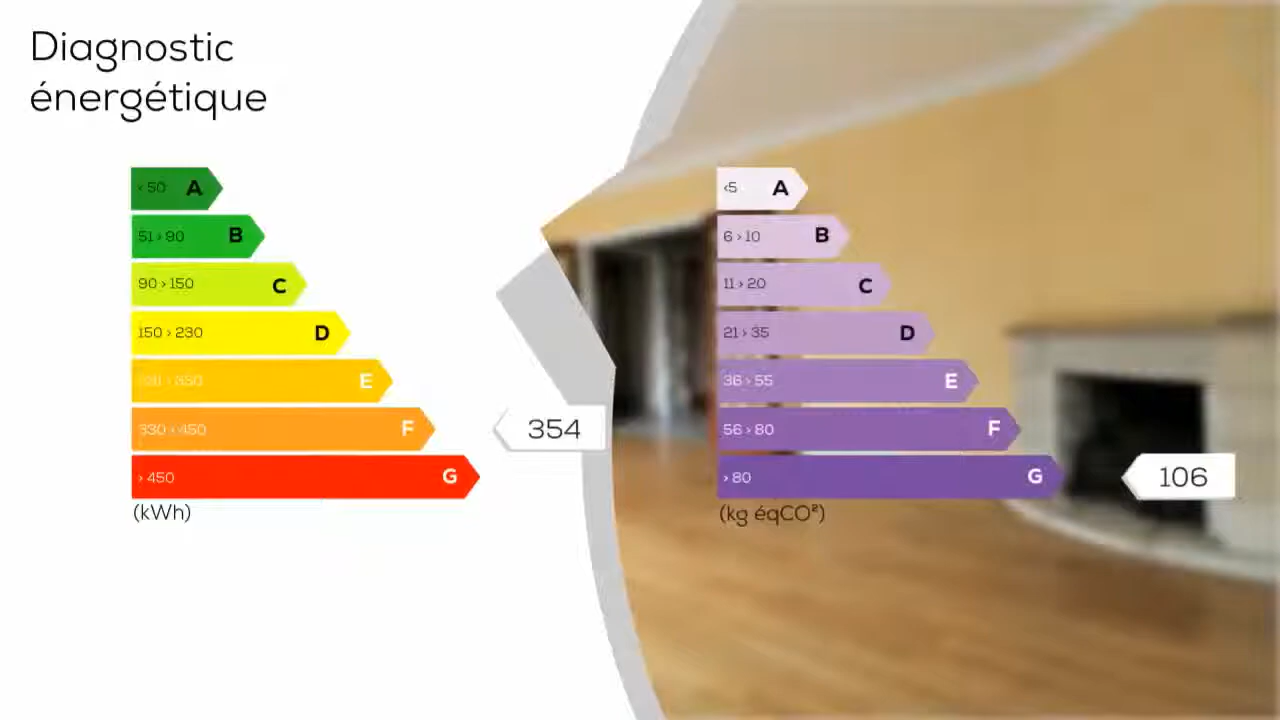 Diagnostic
énergétique
< 50 A
51 > 90 B
90 > 150 C
150 > 230 D
E
330 > 450 F
> 450 G
354
(kWh)
<5 A
6 > 10 B
11 > 20 C
21 > 35 D
36 > 55 E
56 > 80 F
> 80 G
106
(kg éqCO²)